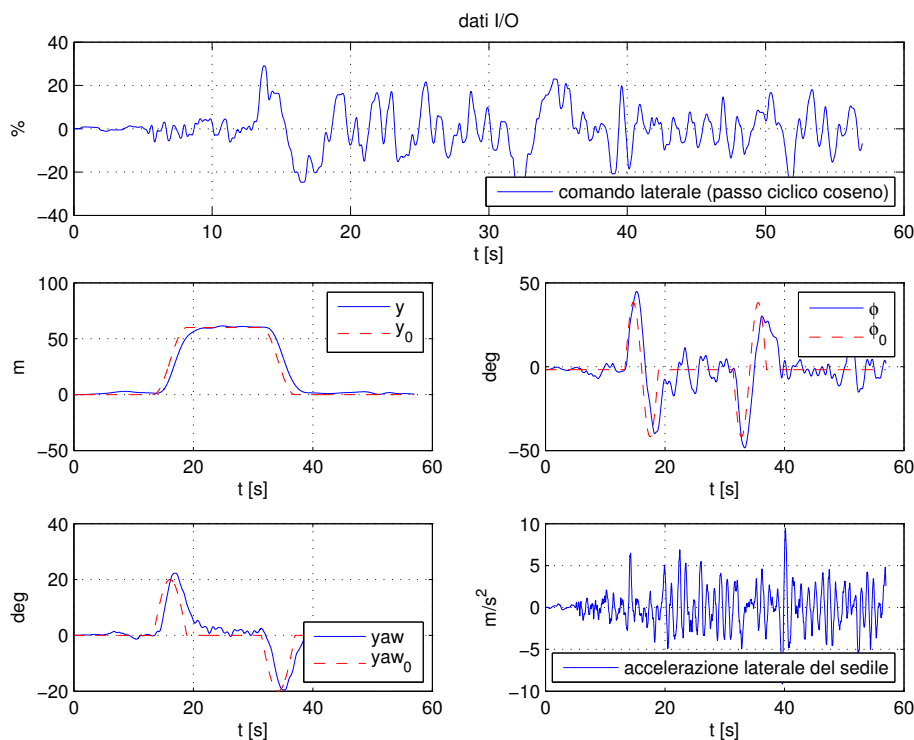 dati I/O
40
20
0
−20
−40
%
0 10 20 30 40 50 60
t [s]
comando laterale (passo ciclico coseno)
100
50
0
−50
m
0 20 40 60
t [s]
y
y0
50
0
−50
deg
0 20 40 60
t [s]
ϕ
ϕ0
40
20
0
−20
deg
0 20 40 60
t [s]
yaw
yaw0
10
5
0
−5
−10
m/s2
0 20 40 60
t [s]
accelerazione laterale del sedile